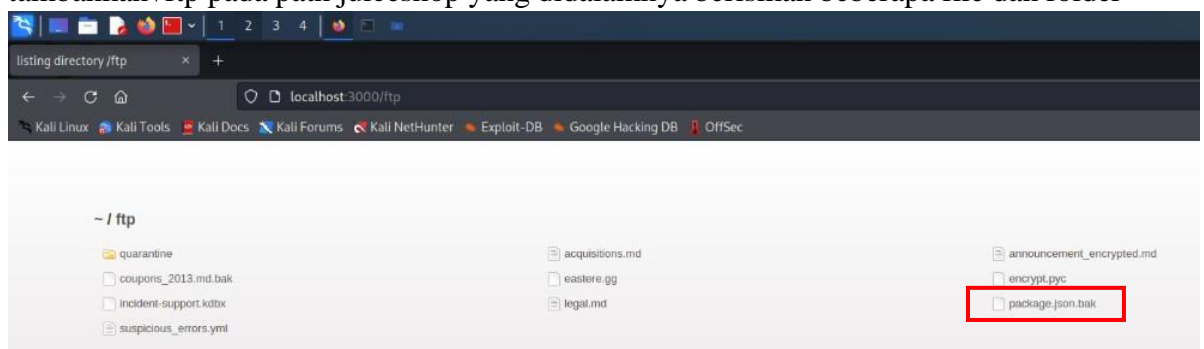 tambahkan /ftp pada path juiceshop yang didalamnya berisikan beberapa file dan folder
1 2 3 4
listing directory /ftp × +
localhost:3000/ftp
Kali Linux Kali Tools Kali Docs Kali Forums Kali NetHunter Exploit-DB Google Hacking DB OffSec
~ / ftp
quarantine acquisitions.md announcement_encrypted.md
coupons_2013.md.bak eastere.gg encrypt.pyc
incident-support.kdbx legal.md package.json.bak
suspicious_errors.yml